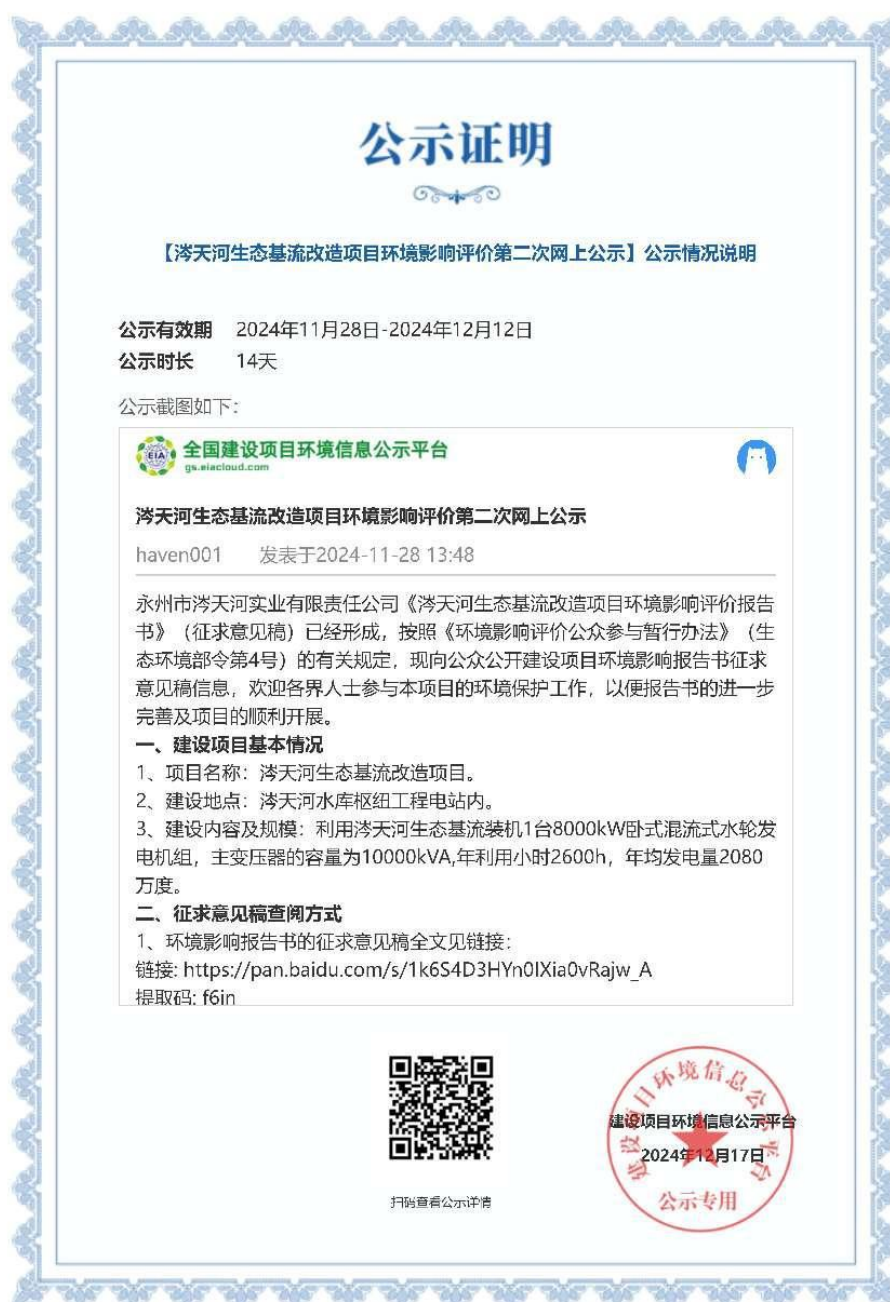 公示证明
【涔天河生态基流改造项目环境影响评价第二次网上公示】公示情况说明
公示有效期 2024年11月28日-2024年12月12日
公示时长 14天
公示截图如下:
EIA 全国建设项目环境信息公示平台
gs.eiacloud.com
涔天河生态基流改造项目环境影响评价第二次网上公示
haven001 发表于2024-11-28 13:48
永州市涔天河实业有限责任公司《涔天河生态基流改造项目环境影响评价报告
书》（征求意见稿）已经形成，按照《环境影响评价公众参与暂行办法》（生
态环境部令第4号）的有关规定，现向公众公开建设项目环境影响报告书征求
意见稿信息，欢迎各界人士参与本项目的环境保护工作，以便报告书的进一步
完善及项目的顺利开展。
一、建设项目基本情况
1、项目名称：涔天河生态基流改造项目。
2、建设地点：涔天河水库枢纽工程电站内。
3、建设内容及规模：利用涔天河生态基流装机1台8000kW卧式混流式水轮发
电机组，主变压器的容量为10000kVA,年利用小时2600h，年均发电量2080
万度。
二、征求意见稿查阅方式
1、环境影响报告书的征求意见稿全文见链接：
链接: https://pan.baidu.com/s/1k6S4D3HYn0lXia0vRajw_A
提取码: f6in
扫码查看公示详情
建设项目环境信息公示平台
建设项目环境信息公示平台
2024年12月17日
公示专用